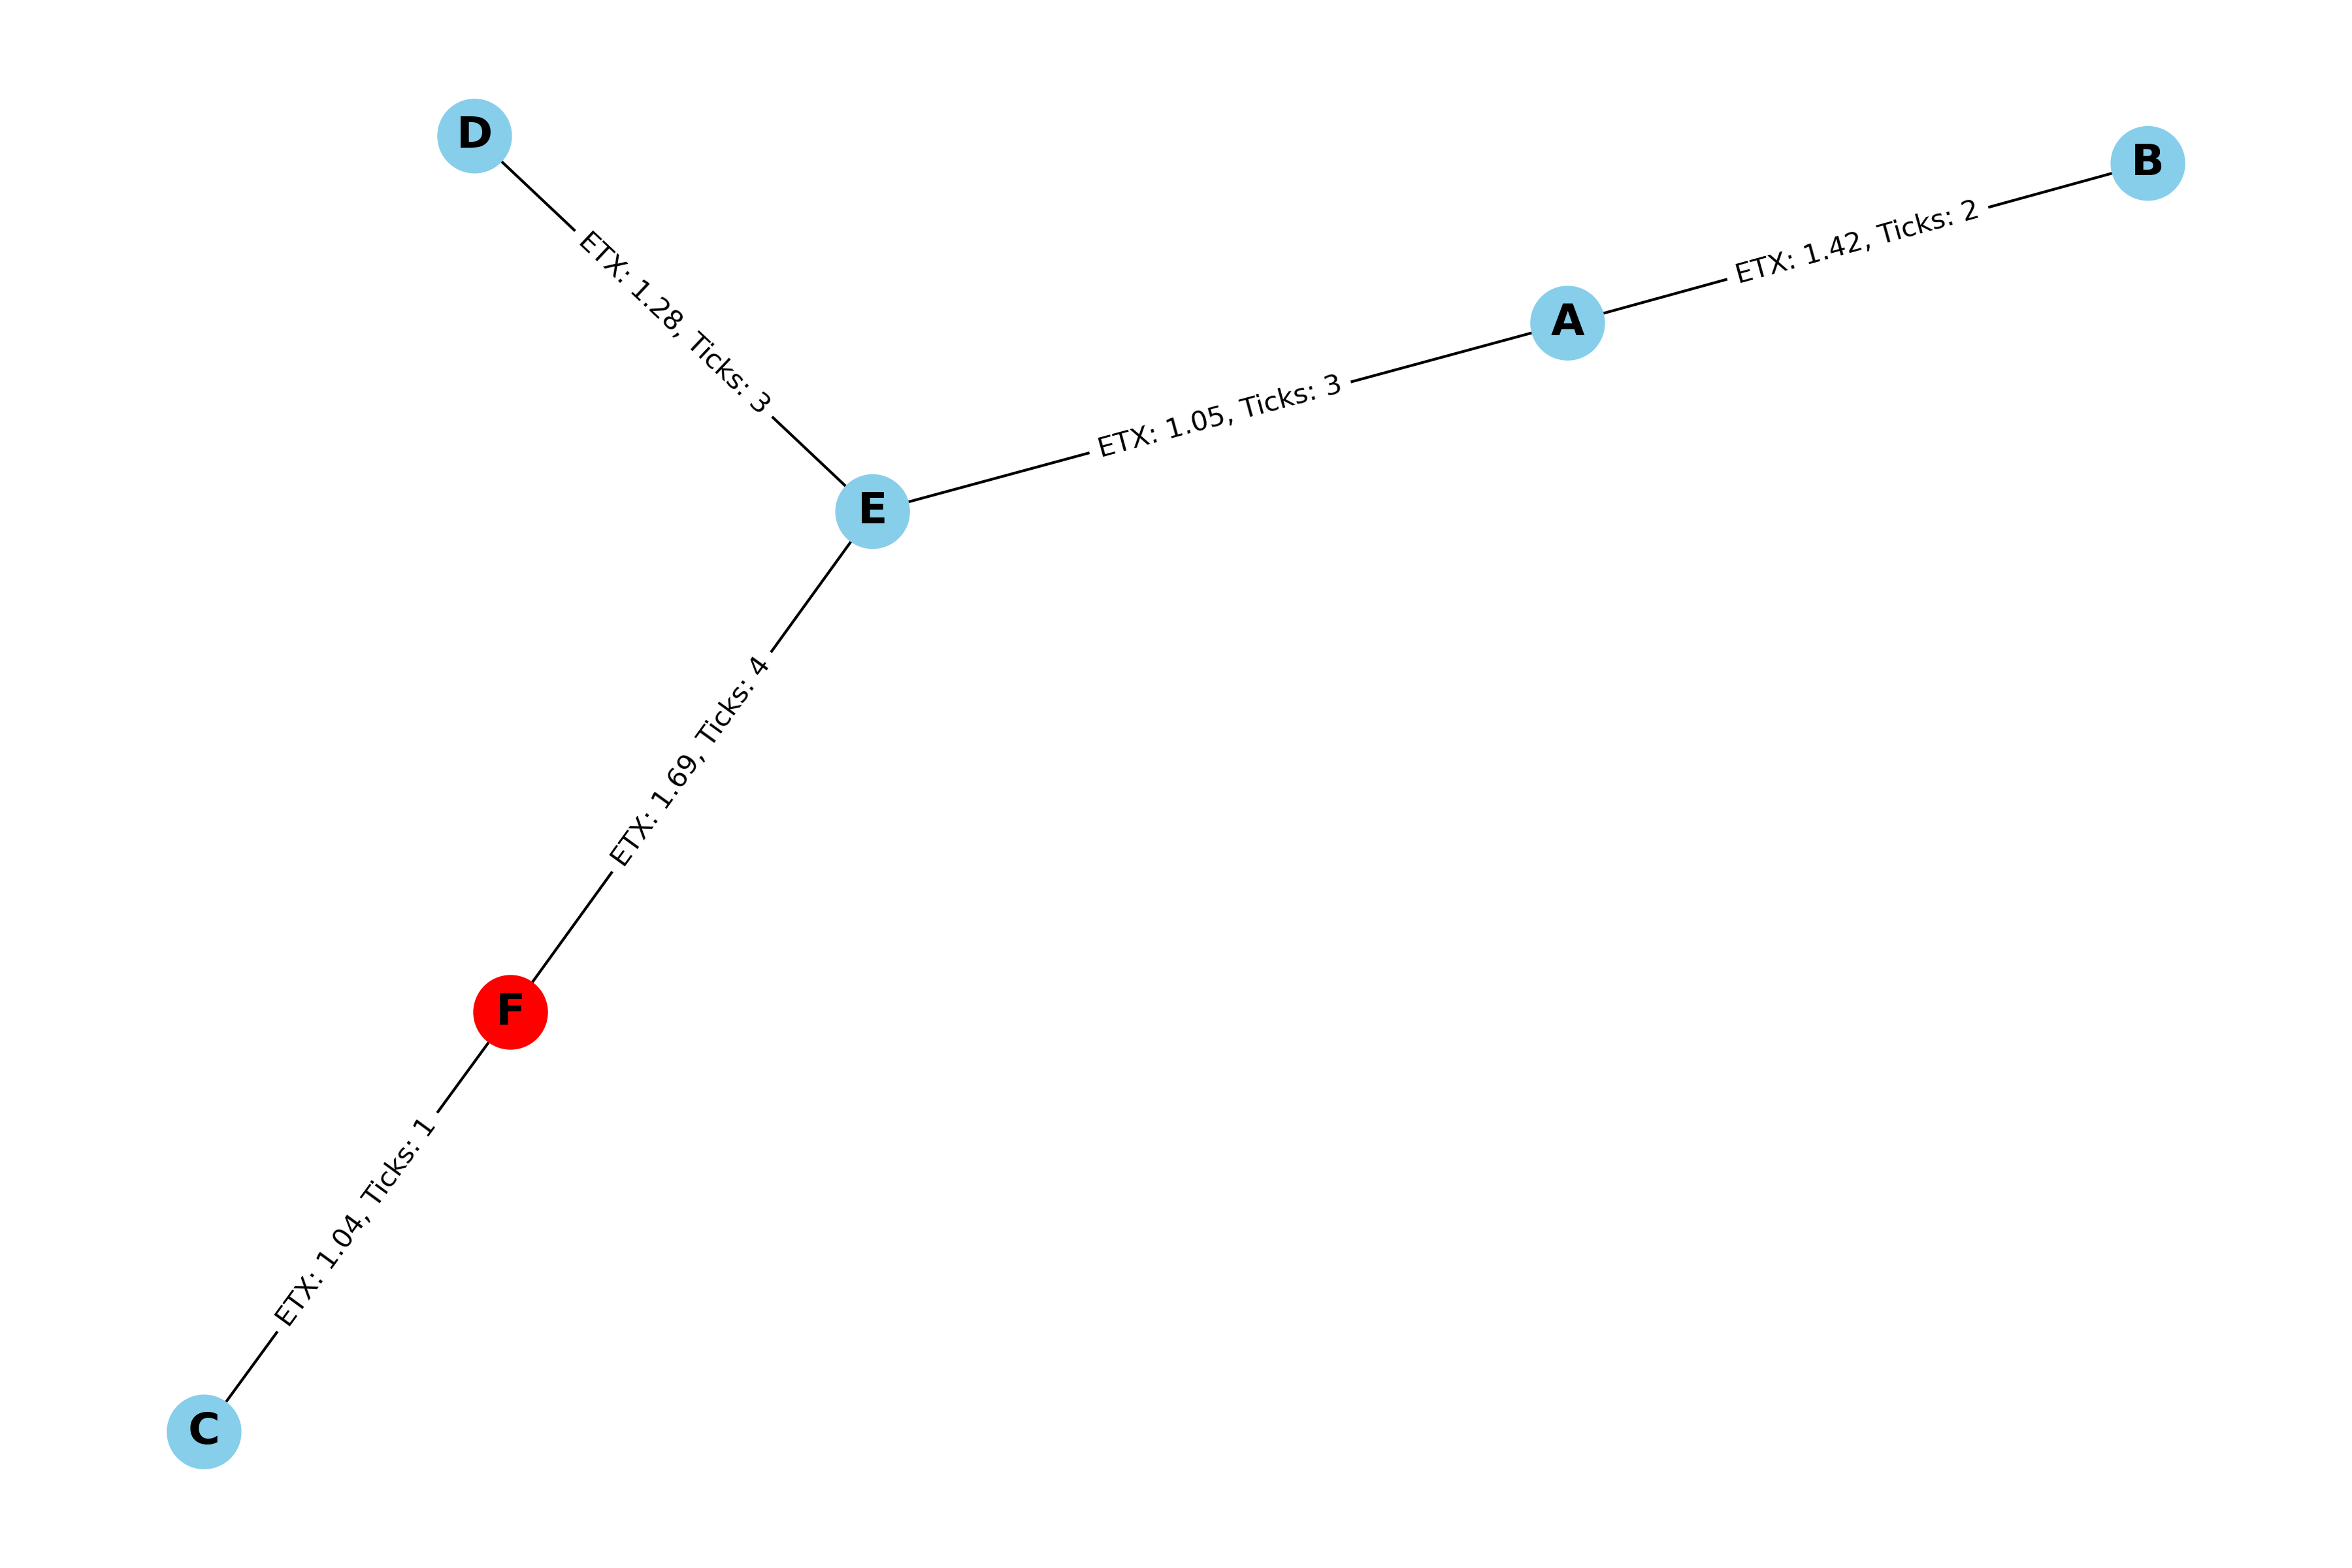 D
B
ETX: 1.42, Ticks: 2
ETX: 1.28, Ticks: 3
A
ETX: 1.05, Ticks: 3
E
ETX: 1.69, Ticks: 4
F
ETX: 1.04, Ticks: 1
C